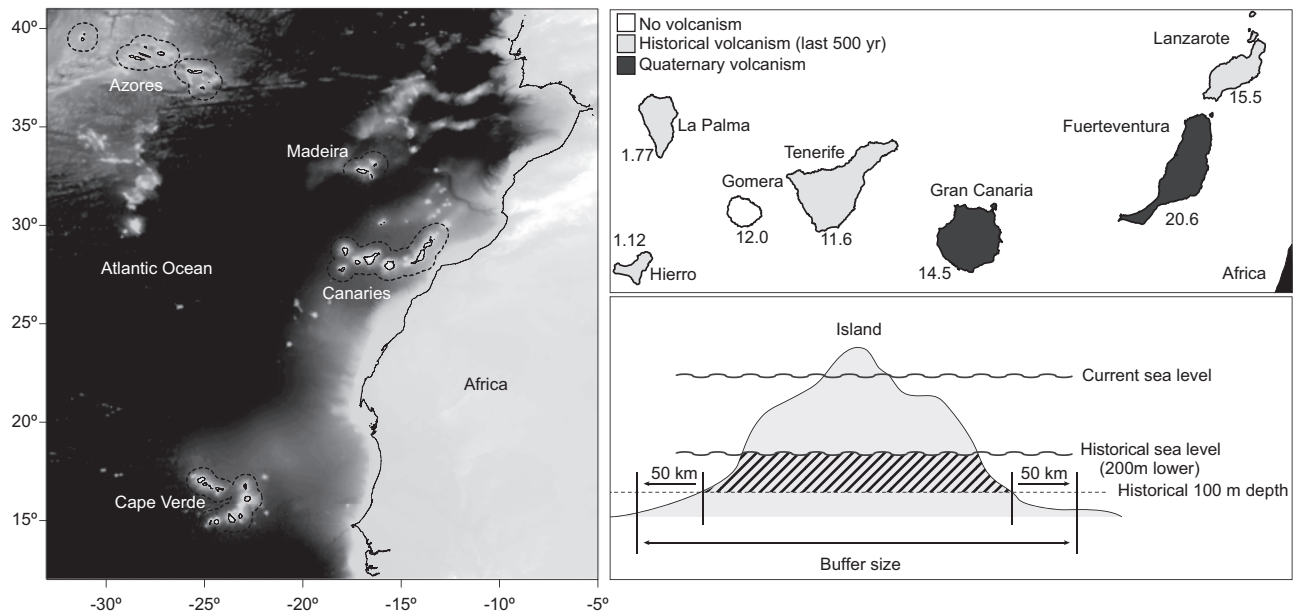 40º
35º
30º
25º
20º
15º
-30º
-25º
-20º
-15º
-10º
-5º
Azores
Madeira
Atlantic Ocean
Canaries
Africa
Cape Verde
No volcanism
Historical volcanism (last 500 yr)
Quaternary volcanism
Lanzarote
15.5
La Palma
1.77
Fuerteventura
20.6
Tenerife
11.6
Gomera
12.0
Gran Canaria
14.5
1.12
Hierro
Africa
Island
Current sea level
Historical sea level
(200m lower)
50 km
50 km
Historical 100 m depth
Buffer size